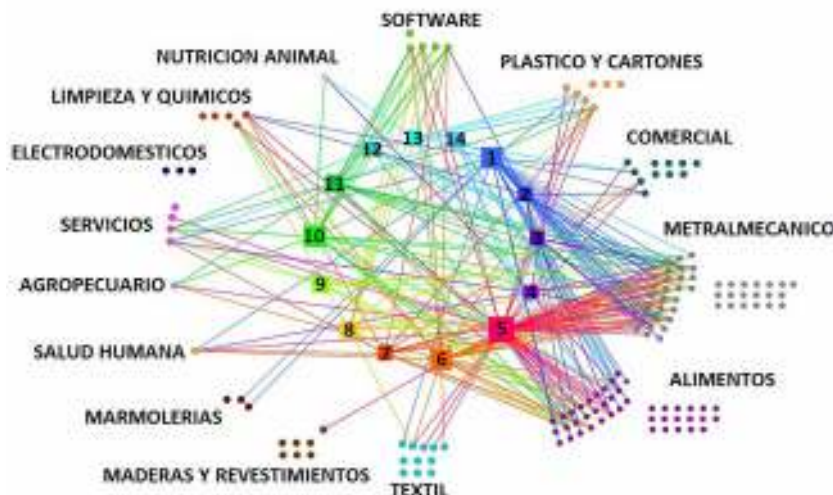 SOFTWARE
NUTRICION ANIMAL
PLASTICO Y CARTONES
LIMPIEZA Y QUIMICOS
COMERCIAL
ELECTRODOMESTICOS
METRALMECANICO
SERVICIOS
AGROPECUARIO
SALUD HUMANA
ALIMENTOS
MARMOLERIAS
MADERAS Y REVESTIMIENTOS
TEXTIL
1
2
3
4
5
6
7
8
9
10
11
12
13
14